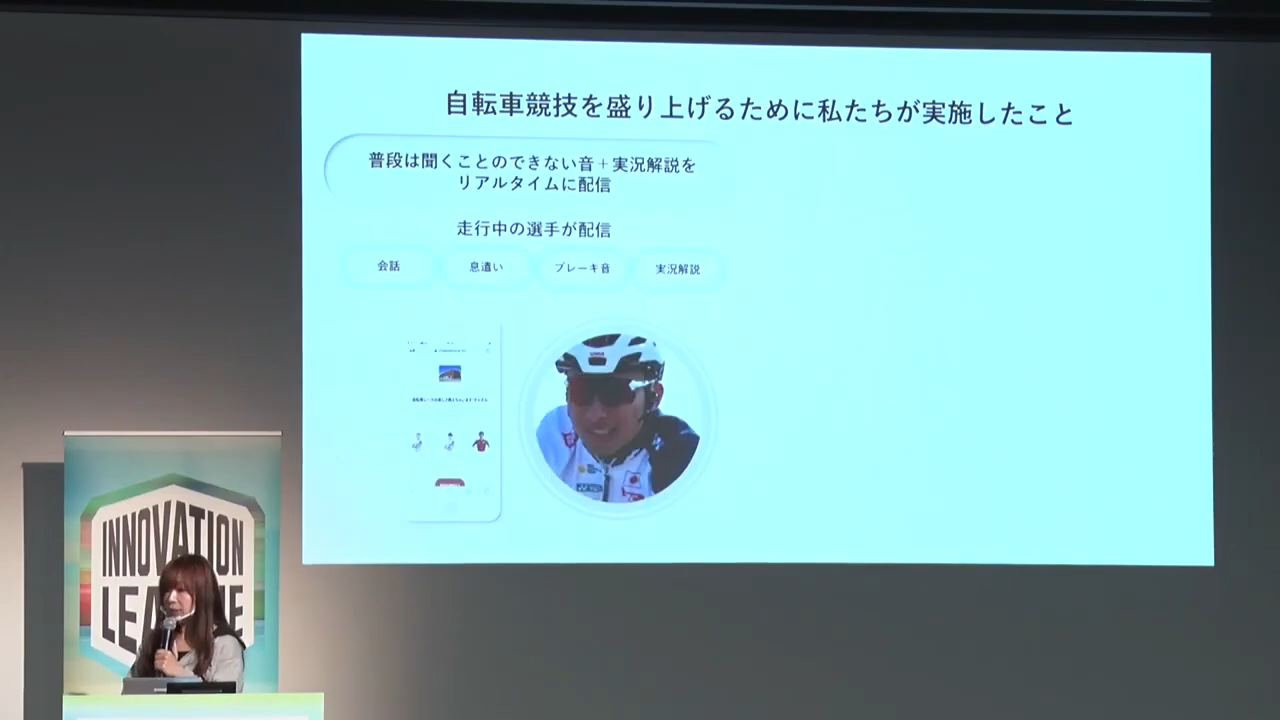 自転車競技を盛り上げるために私たちが実施したこと
普段は聞くことのできない音＋実況解説を
リアルタイムに配信
走行中の選手が配信
会話
息遣い
ブレーキ音
実況解説
INNOVATION